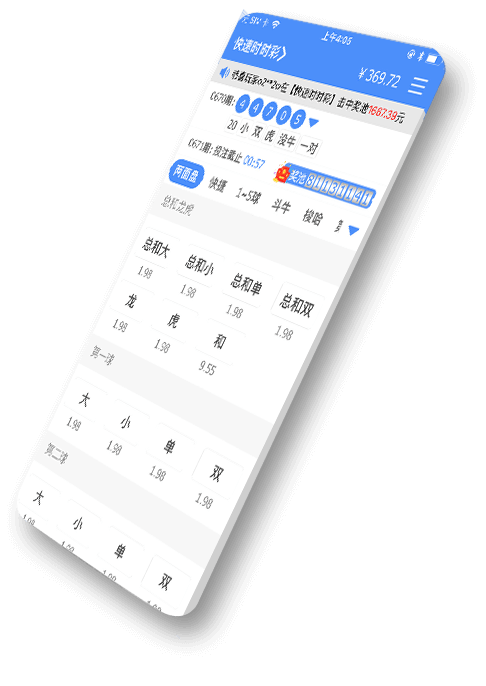 上午4:05
快速时时彩
￥369.72
恭喜玩家o2**2sp在【快速时时彩】击中奖池7667.39元
0670期: 4 4 7 0 5
20 小 双 虎 没牛 一对
0671期: 投注截止 00:57
奖池
两面盘 快捷 1~5球 斗牛 梭哈
总和龙虎
总和大 总和小 总和单 总和双
1.98 1.98 1.98 1.98
龙 虎 和
1.98 1.98 9.55
第一球
大 小 单 双
1.98 1.98 1.98 1.98
第二球
大 小 单 双
1.98 1.98 1.98 1.98